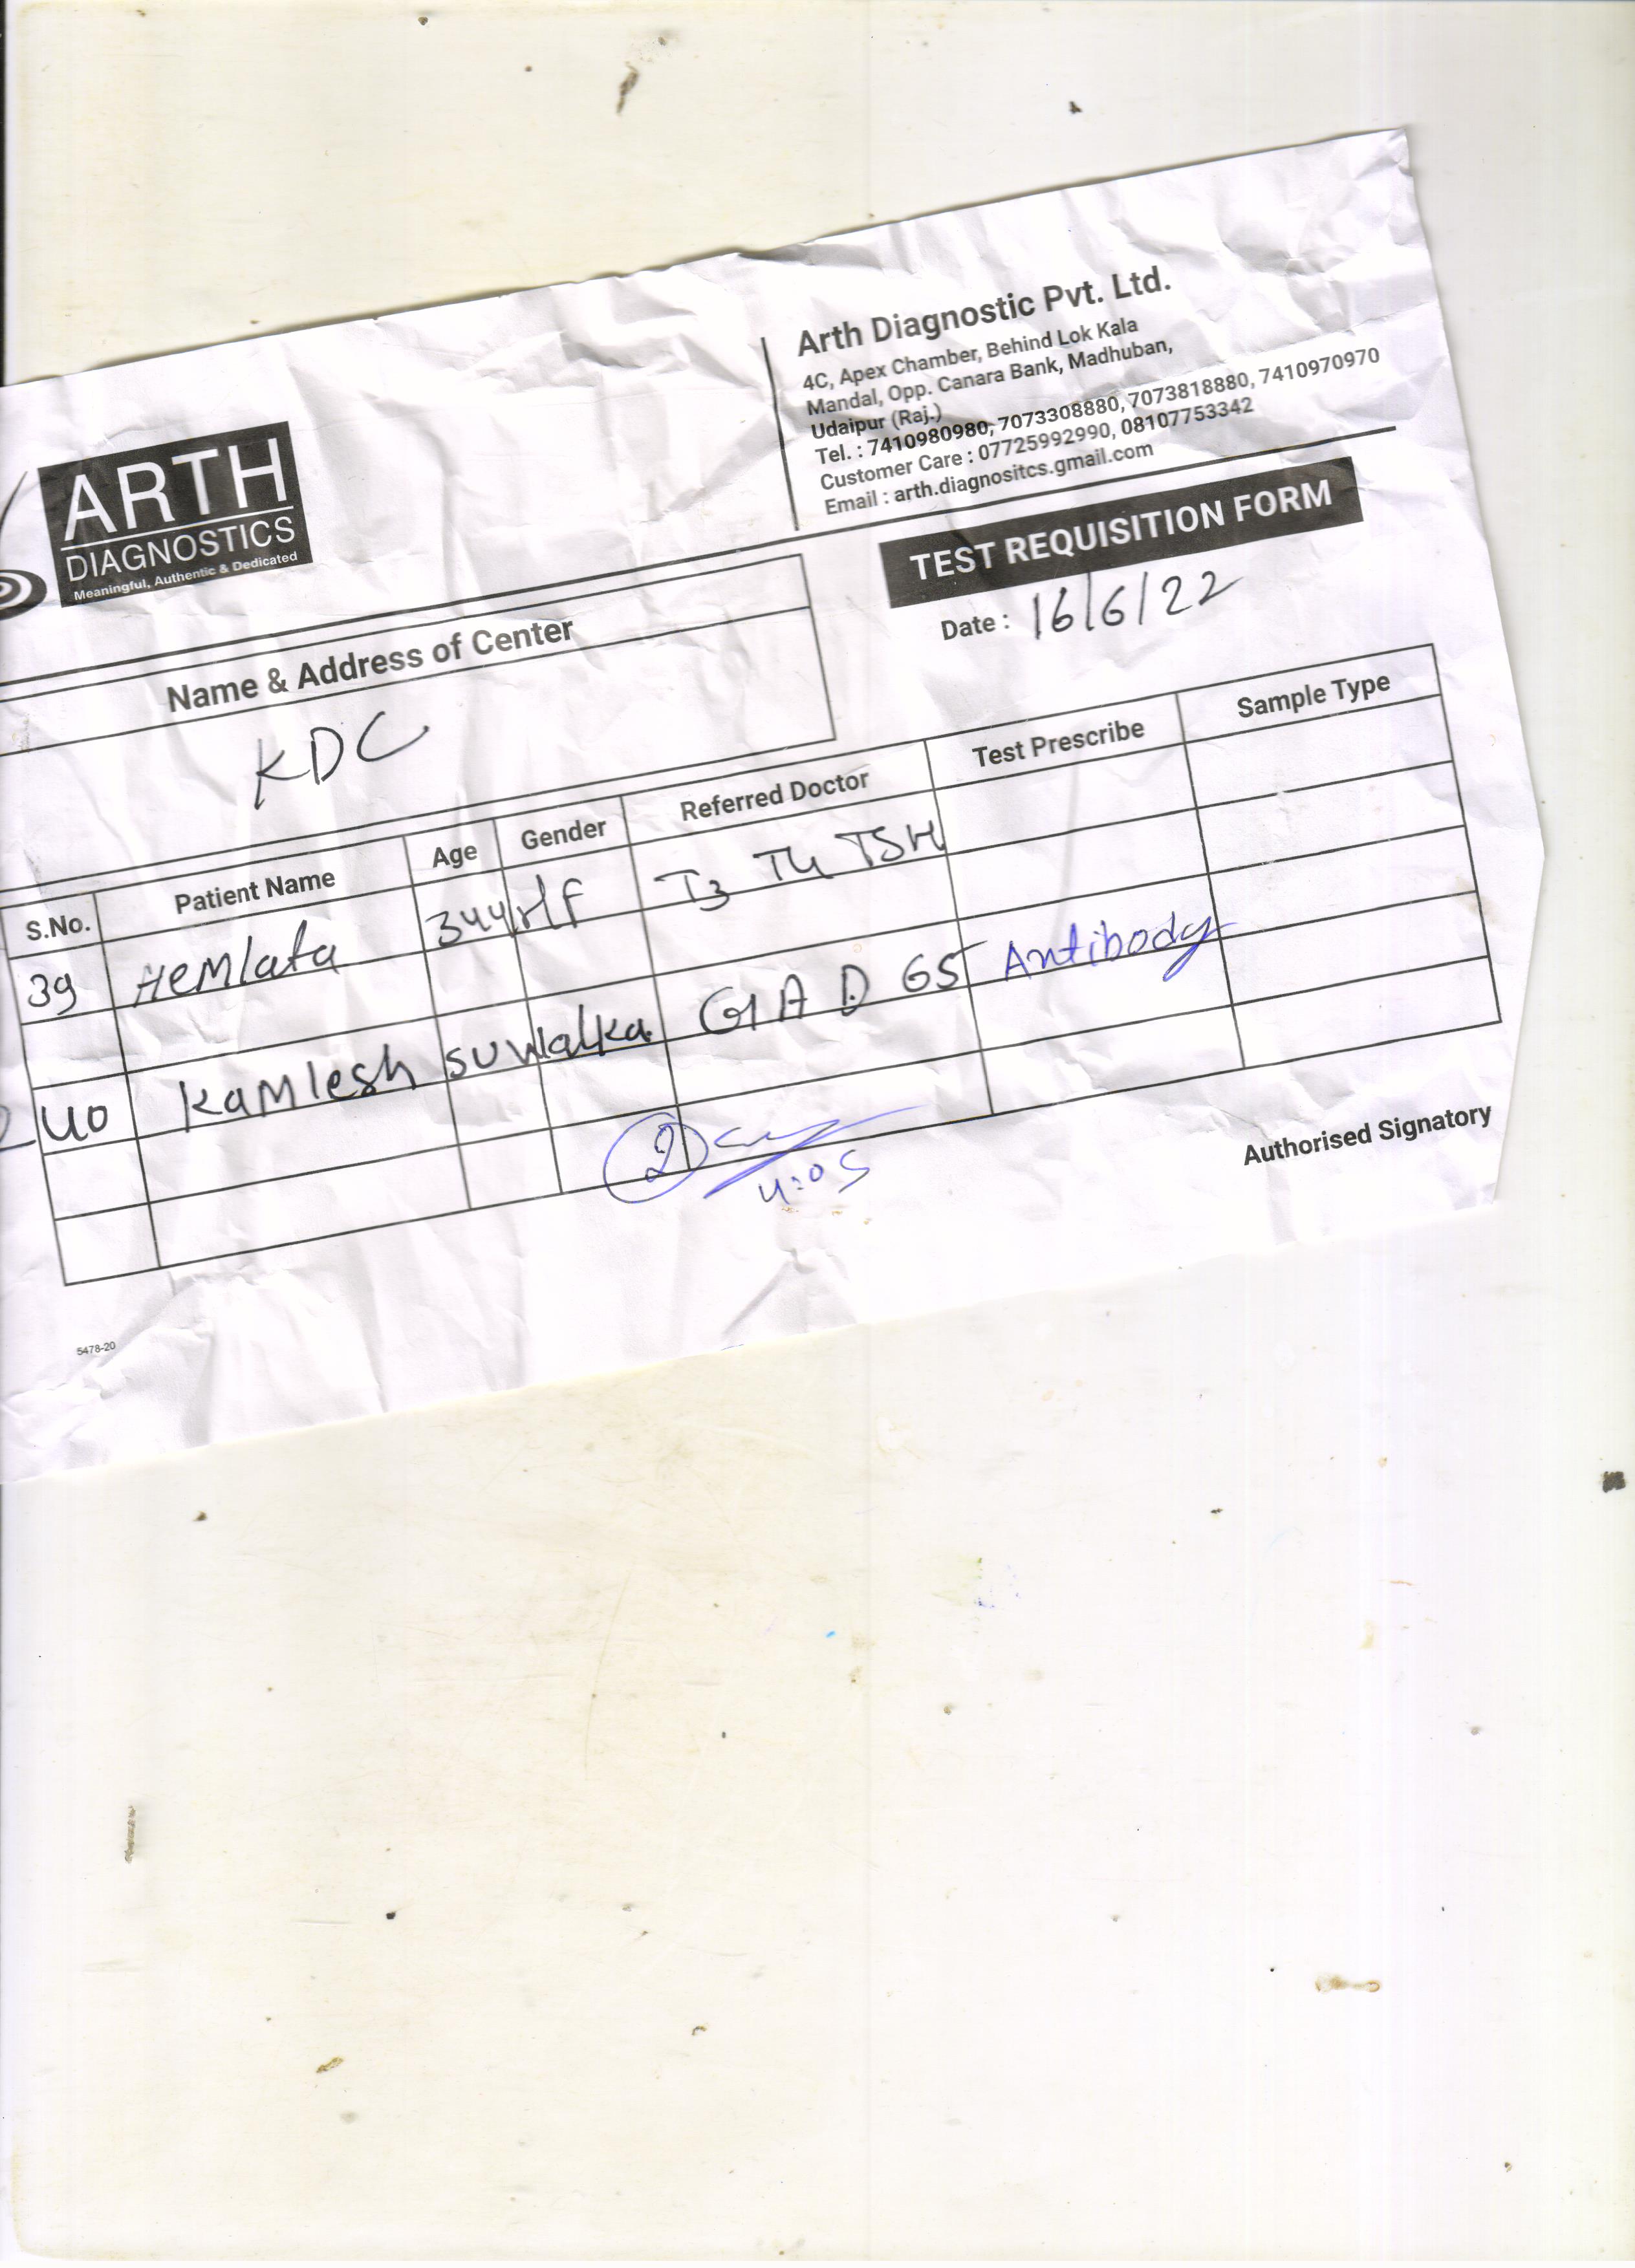 ARTH
DIAGNOSTICS
Meaningful, Authentic & Dedicated
Arth Diagnostic Pvt. Ltd.
4C, Apex Chamber, Behind Lok Kala
Mandal, Opp. Canara Bank, Madhuban,
Udaipur (Raj.)
Tel. : 7410980980, 7073308880, 7073818880, 7410970970
Customer Care : 07725992990, 08107753342
Email : arth.diagnositcs.gmail.com
TEST REQUISITION FORM
Date : 16/6/22
Name & Address of Center
KDC
S.No. Patient Name Age Gender Referred Doctor Test Prescribe Sample Type
39 Hemlata 34yr/F T3 T4 TSH
40 Kamlesh suwalka GAD 65 Antibody
2
4:05
Authorised Signatory
5478-20